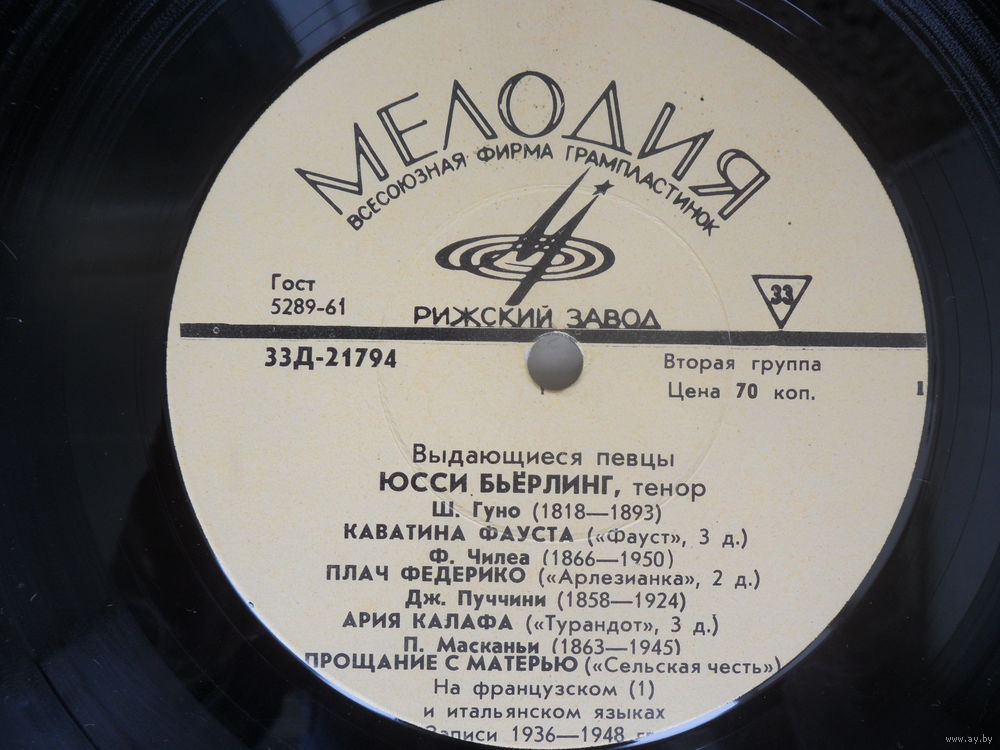 МЕЛОДИЯ
ВСЕСОЮЗНАЯ ФИРМА ГРАМПЛАСТИНОК
Гост
5289-61
33
РИЖСКИЙ ЗАВОД
33Д-21794
Вторая группа
Цена 70 коп.
1
Выдающиеся певцы
ЮССИ БЬЁРЛИНГ, тенор
Ш. Гуно (1818—1893)
КАВАТИНА ФАУСТА («Фауст», 3 д.)
Ф. Чилеа (1866—1950)
ПЛАЧ ФЕДЕРИКО («Арлезианка», 2 д.)
Дж. Пуччини (1858—1924)
АРИЯ КАЛАФА («Турандот», 3 д.)
П. Масканьи (1863—1945)
ПРОЩАНИЕ С МАТЕРЬЮ («Сельская честь»)
На французском (1)
и итальянском языках
Записи 1936—1948
www.ay.by